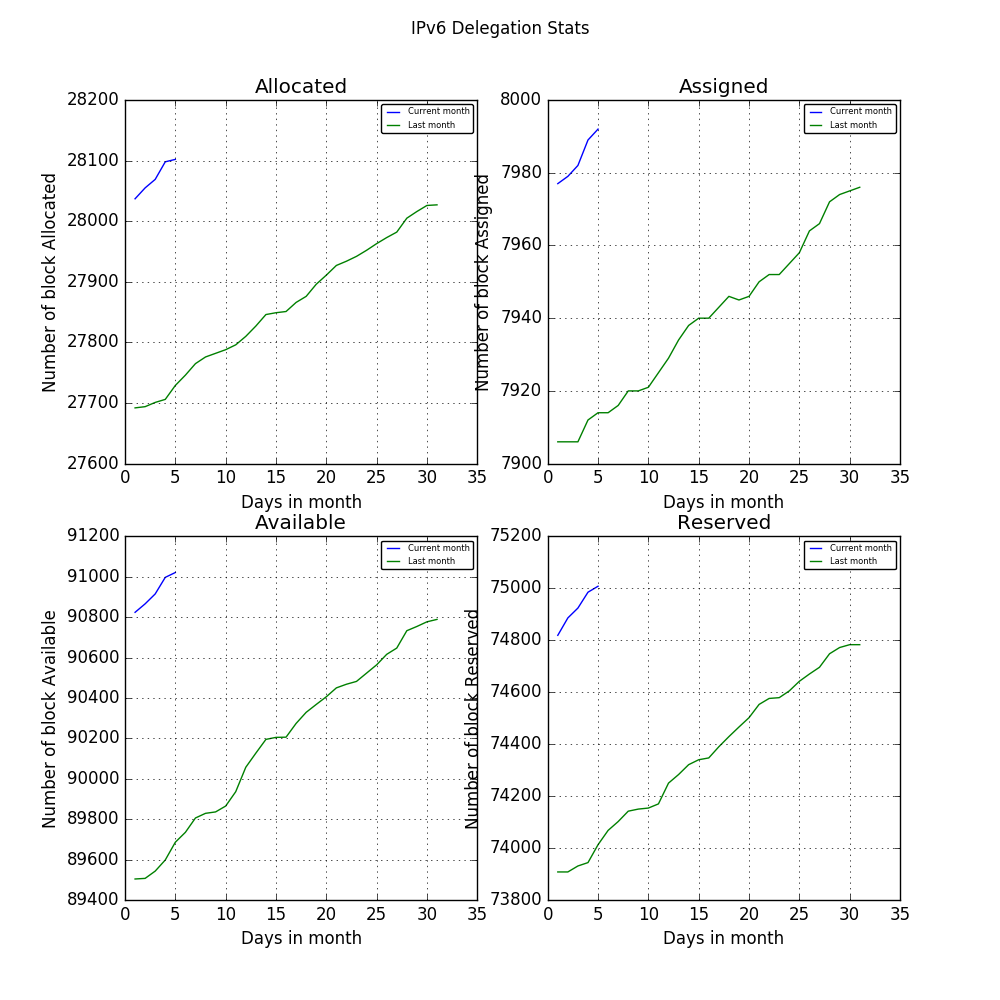 IPv6 Delegation Stats
Allocated
Number of block Allocated
28200
28100
28000
27900
27800
27700
27600
Current month
Last month
0 5 10 15 20 25 30 35
Days in month
Assigned
Number of block Assigned
8000
7980
7960
7940
7920
7900
Current month
Last month
0 5 10 15 20 25 30 35
Days in month
Available
Number of block Available
91200
91000
90800
90600
90400
90200
90000
89800
89600
89400
Current month
Last month
0 5 10 15 20 25 30 35
Days in month
Reserved
Number of block Reserved
75200
75000
74800
74600
74400
74200
74000
73800
Current month
Last month
0 5 10 15 20 25 30 35
Days in month